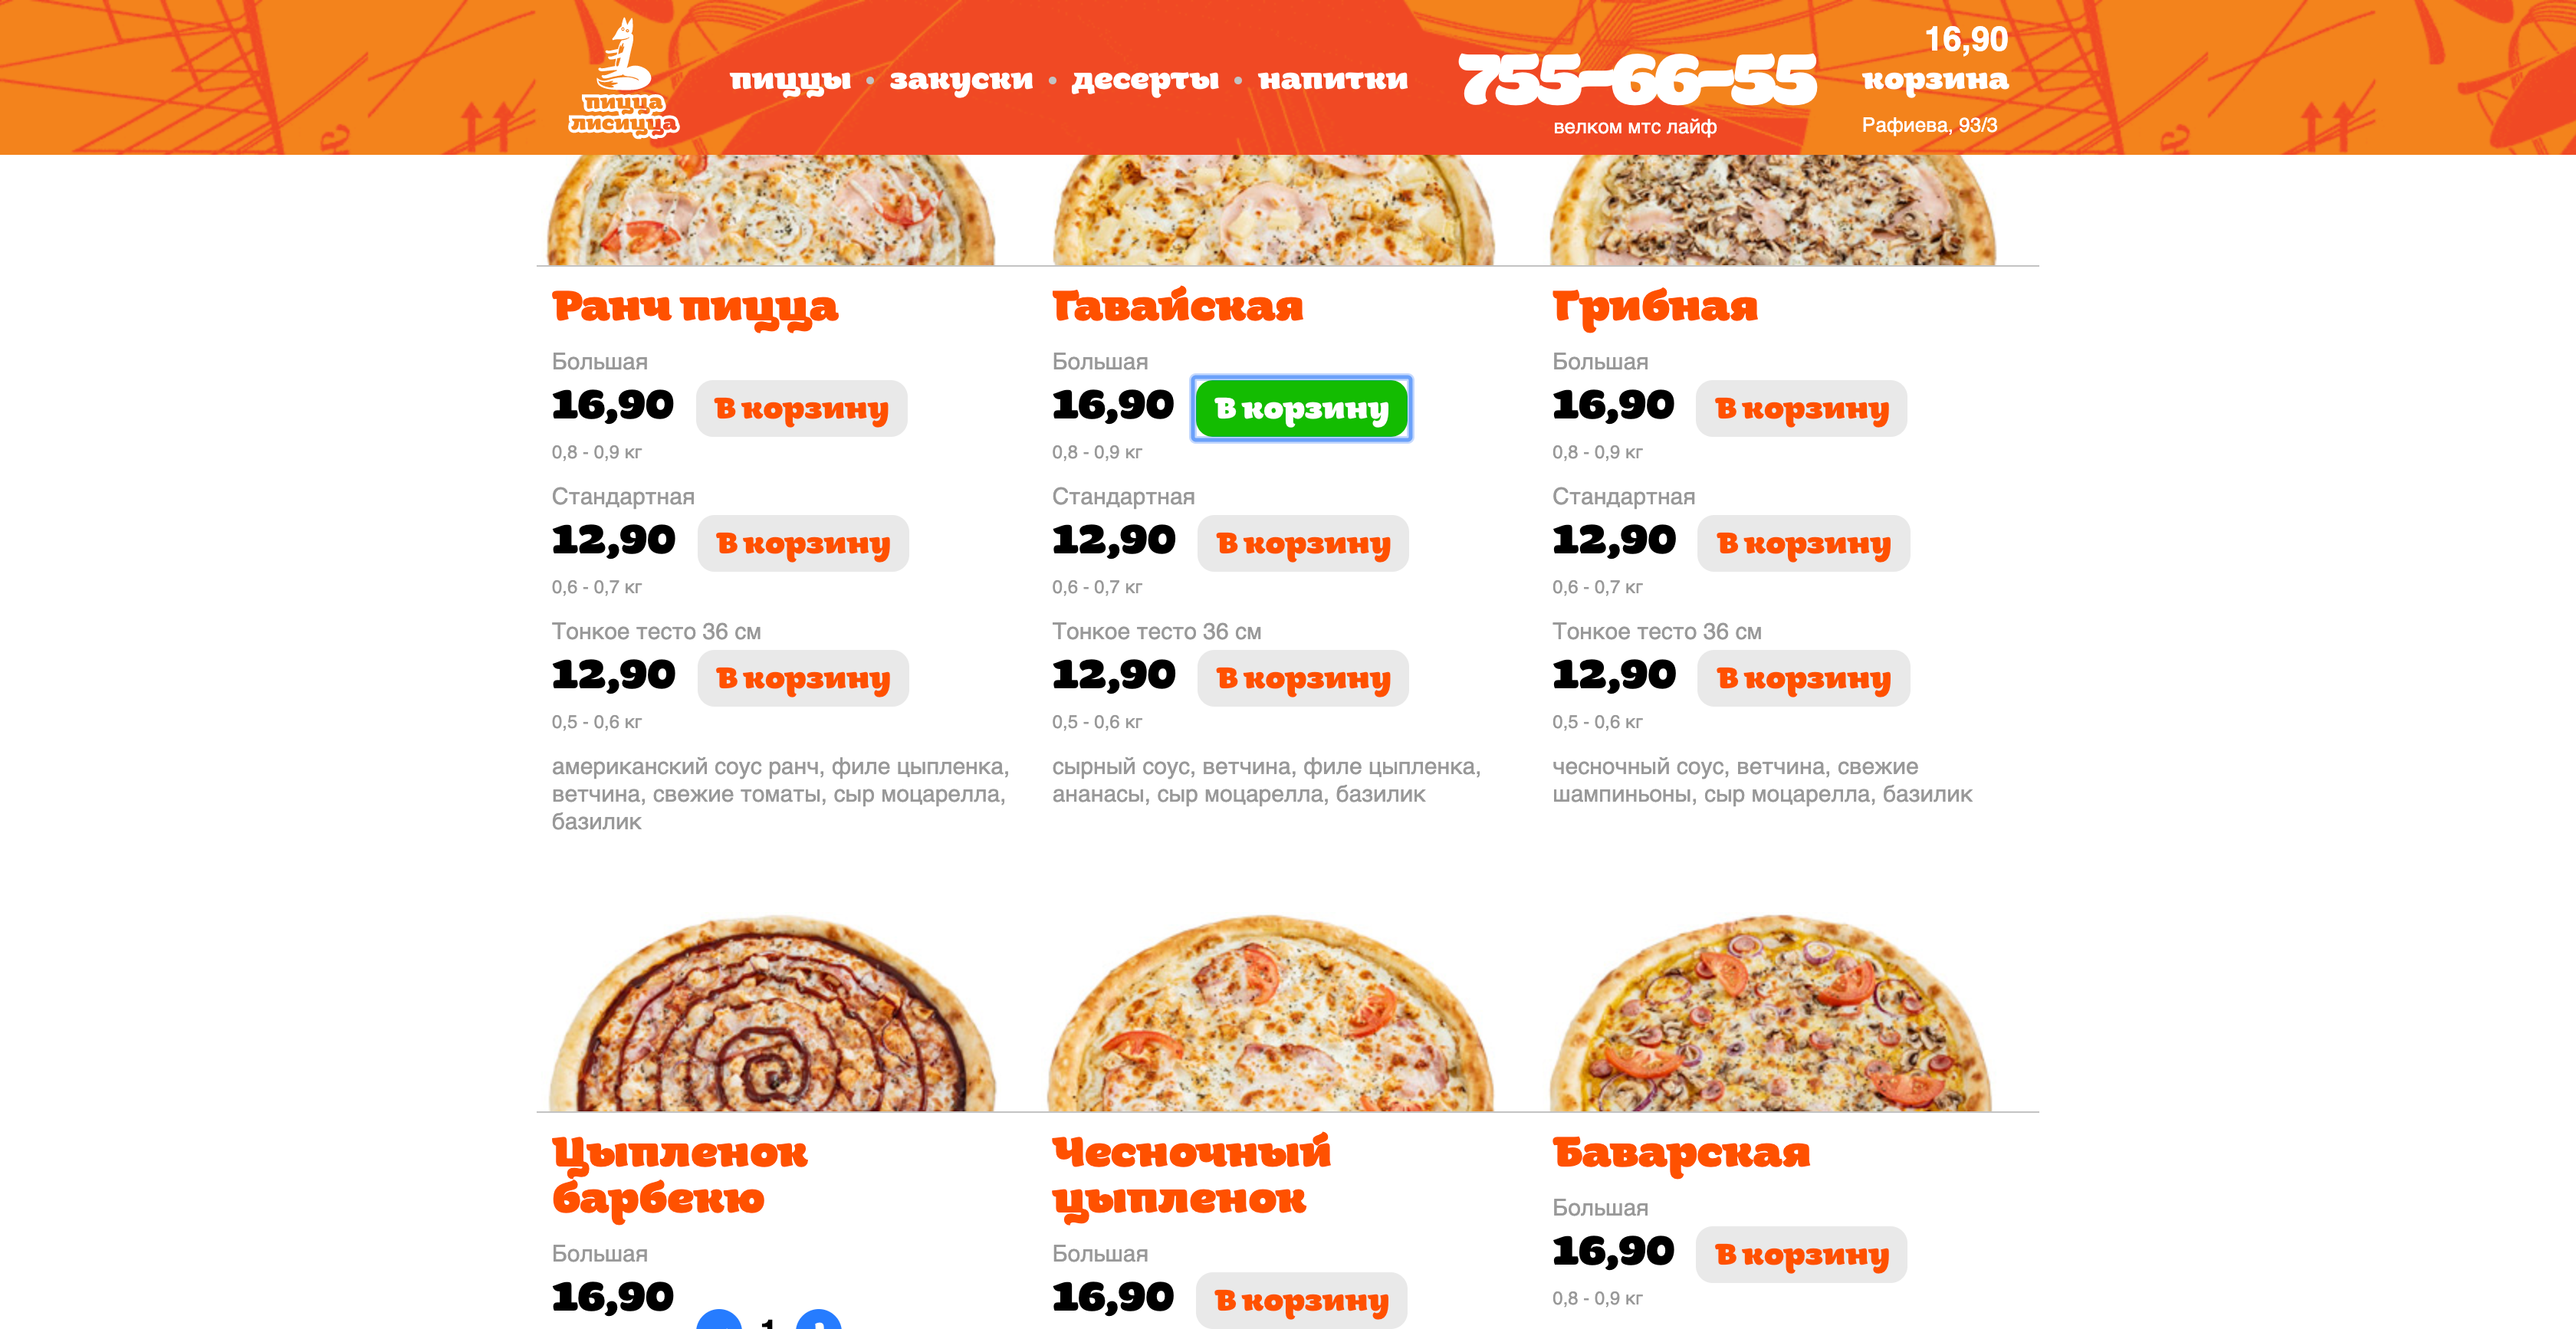 пицца
лисицца
пиццы • закуски • десерты • напитки
755-66-55
велком мтс лайф
16,90
корзина
Рафиева, 93/3
Ранч пицца
Большая
16,90 В корзину
0,8 - 0,9 кг
Стандартная
12,90 В корзину
0,6 - 0,7 кг
Тонкое тесто 36 см
12,90 В корзину
0,5 - 0,6 кг
американский соус ранч, филе цыпленка,
ветчина, свежие томаты, сыр моцарелла,
базилик
Гавайская
Большая
16,90 В корзину
0,8 - 0,9 кг
Стандартная
12,90 В корзину
0,6 - 0,7 кг
Тонкое тесто 36 см
12,90 В корзину
0,5 - 0,6 кг
сырный соус, ветчина, филе цыпленка,
ананасы, сыр моцарелла, базилик
Грибная
Большая
16,90 В корзину
0,8 - 0,9 кг
Стандартная
12,90 В корзину
0,6 - 0,7 кг
Тонкое тесто 36 см
12,90 В корзину
0,5 - 0,6 кг
чесночный соус, ветчина, свежие
шампиньоны, сыр моцарелла, базилик
Цыпленок
барбекю
Большая
16,90
1
Чесночный
цыпленок
Большая
16,90 В корзину
Баварская
Большая
16,90 В корзину
0,8 - 0,9 кг